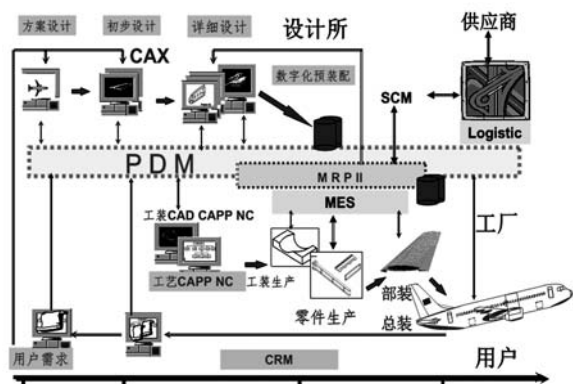 方案设计
初步设计
详细设计
设计所
供应商
CAX
数字化预装配
SCM
Logistic
PDM
MRP II
MES
工装CAD CAPP NC
工厂
工艺CAPP NC
工装生产
部装
零件生产
总装
用户需求
CRM
用户